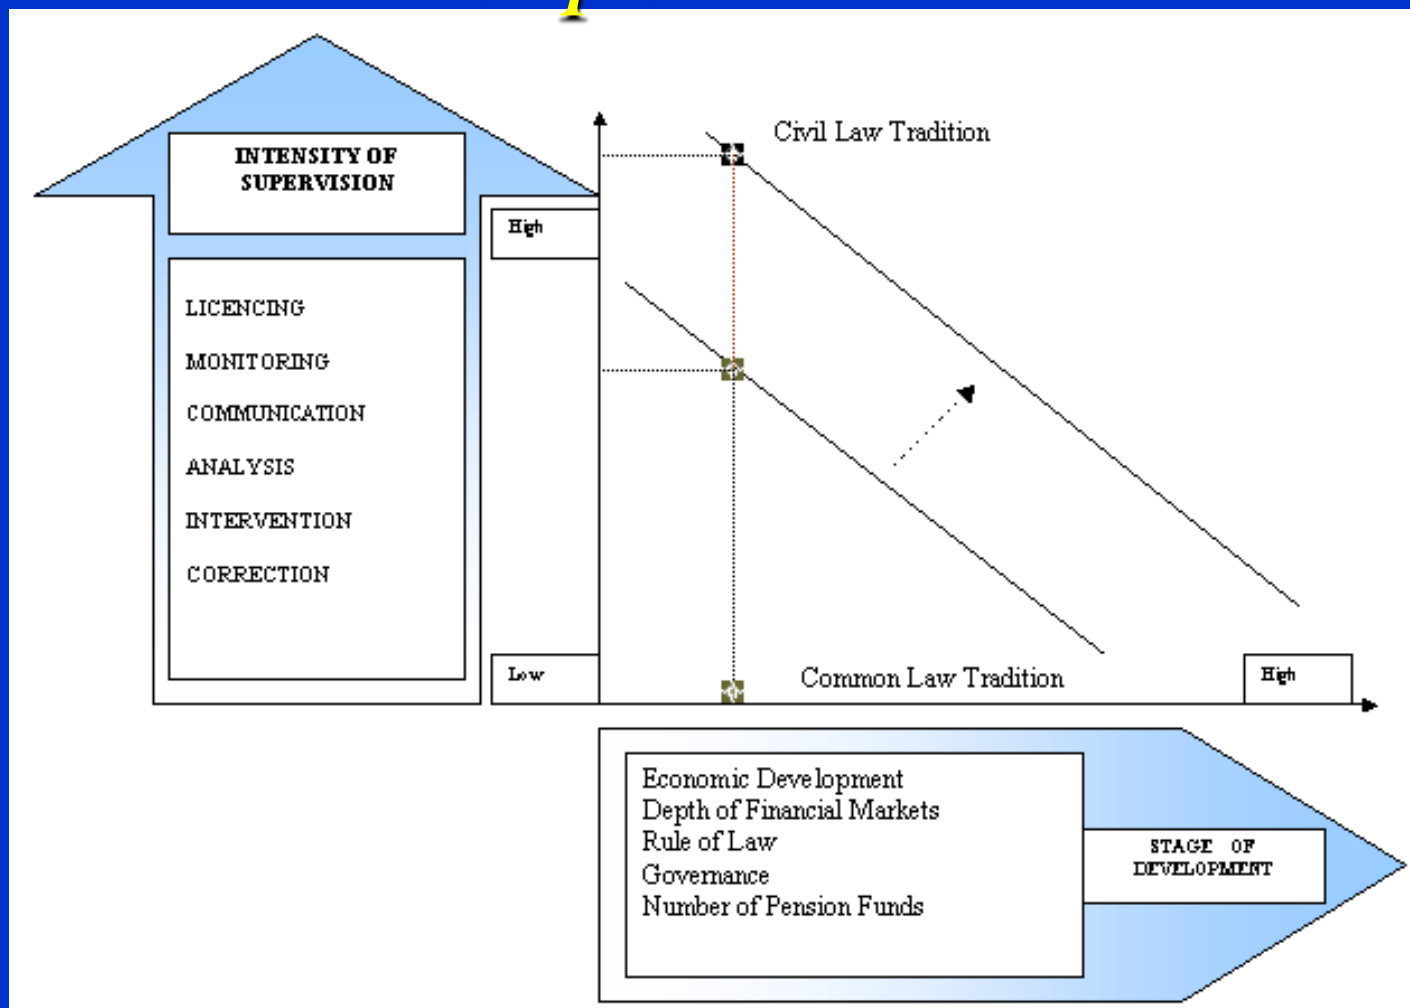 INTENSITY OF
SUPERVISION
LICENCING
MONITORING
COMMUNICATION
ANALYSIS
INTERVENTION
CORRECTION
High
Low
Civil Law Tradition
Common Law Tradition
High
Economic Development
Depth of Financial Markets
Rule of Law
Governance
Number of Pension Funds
STAGE OF
DEVELOPMENT